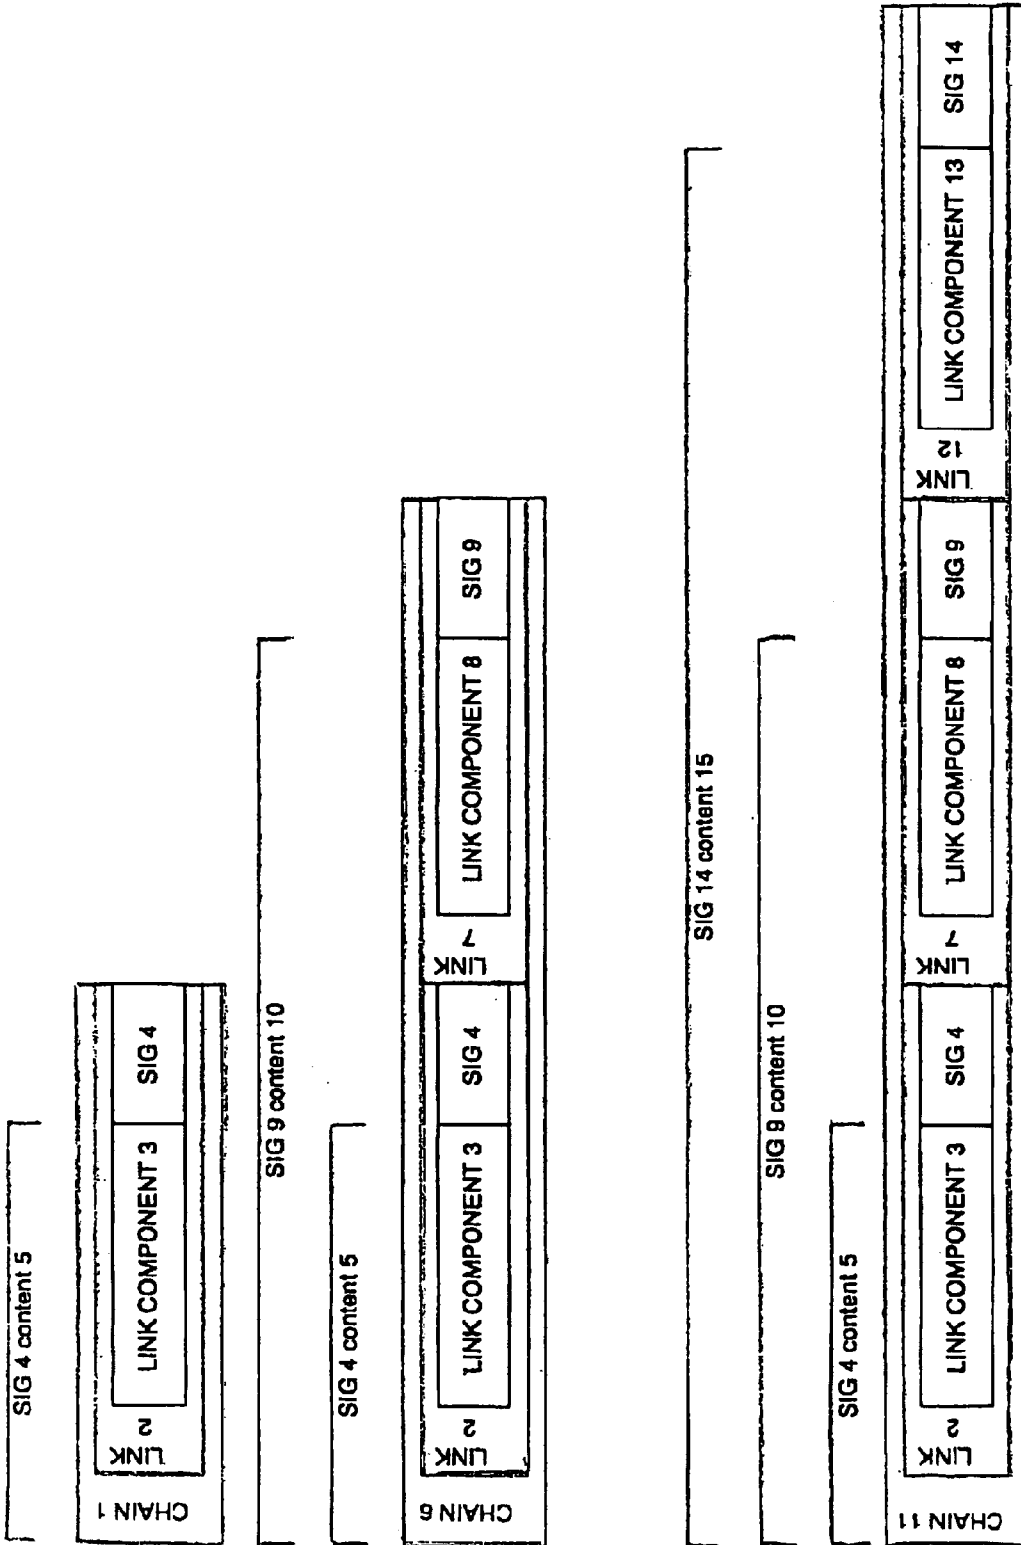 SIG 4 content 5
CHAIN 1
LINK
2
LINK COMPONENT 3
SIG 4
SIG 9 content 10
SIG 4 content 5
CHAIN 6
LINK
2
LINK COMPONENT 3
SIG 4
LINK
7
LINK COMPONENT 8
SIG 9
SIG 14 content 15
SIG 9 content 10
SIG 4 content 5
CHAIN 11
LINK
2
LINK COMPONENT 3
SIG 4
LINK
7
LINK COMPONENT 8
SIG 9
LINK
12
LINK COMPONENT 13
SIG 14